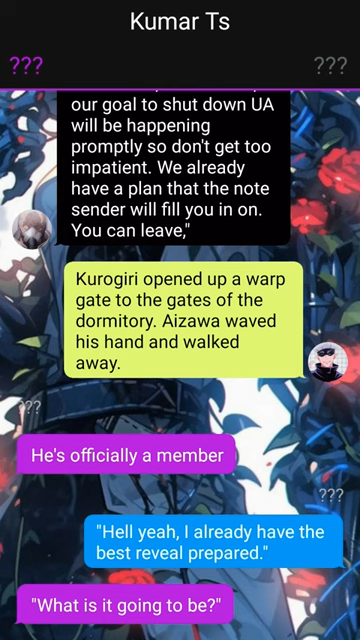 Kumar Ts
???
???
our goal to shut down UA
will be happening
promptly so don't get too
impatient. We already
have a plan that the note
sender will fill you in on.
You can leave,"
Kurogiri opened up a warp
gate to the gates of the
dormitory. Aizawa waved
his hand and walked
away.
???
He's officially a member
???
"Hell yeah, I already have the
best reveal prepared."
"What is it going to be?"